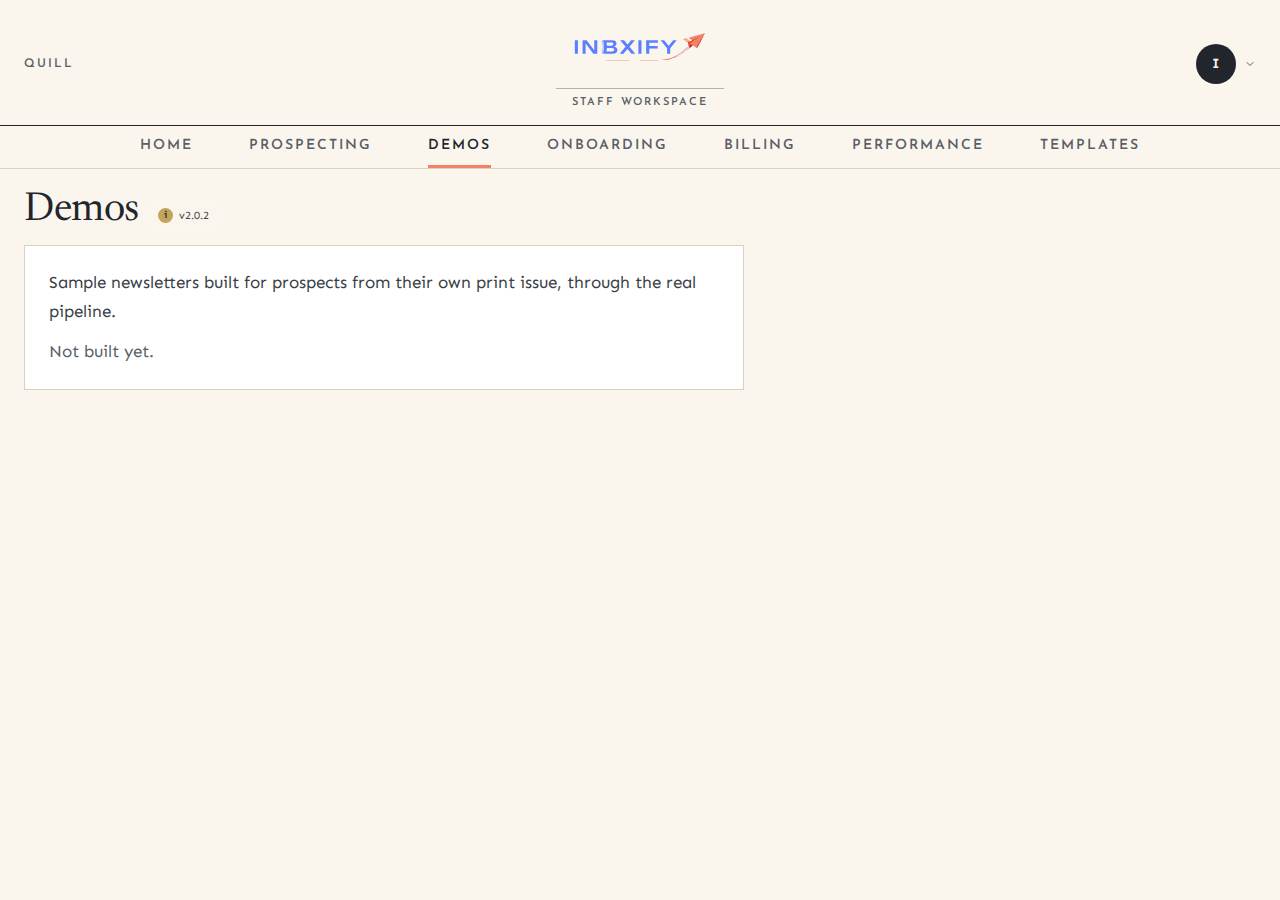 QUILL
INBXIFY
STAFF WORKSPACE
I
HOME PROSPECTING DEMOS ONBOARDING BILLING PERFORMANCE TEMPLATES
Demos i v2.0.2
Sample newsletters built for prospects from their own print issue, through the real
pipeline.
Not built yet.